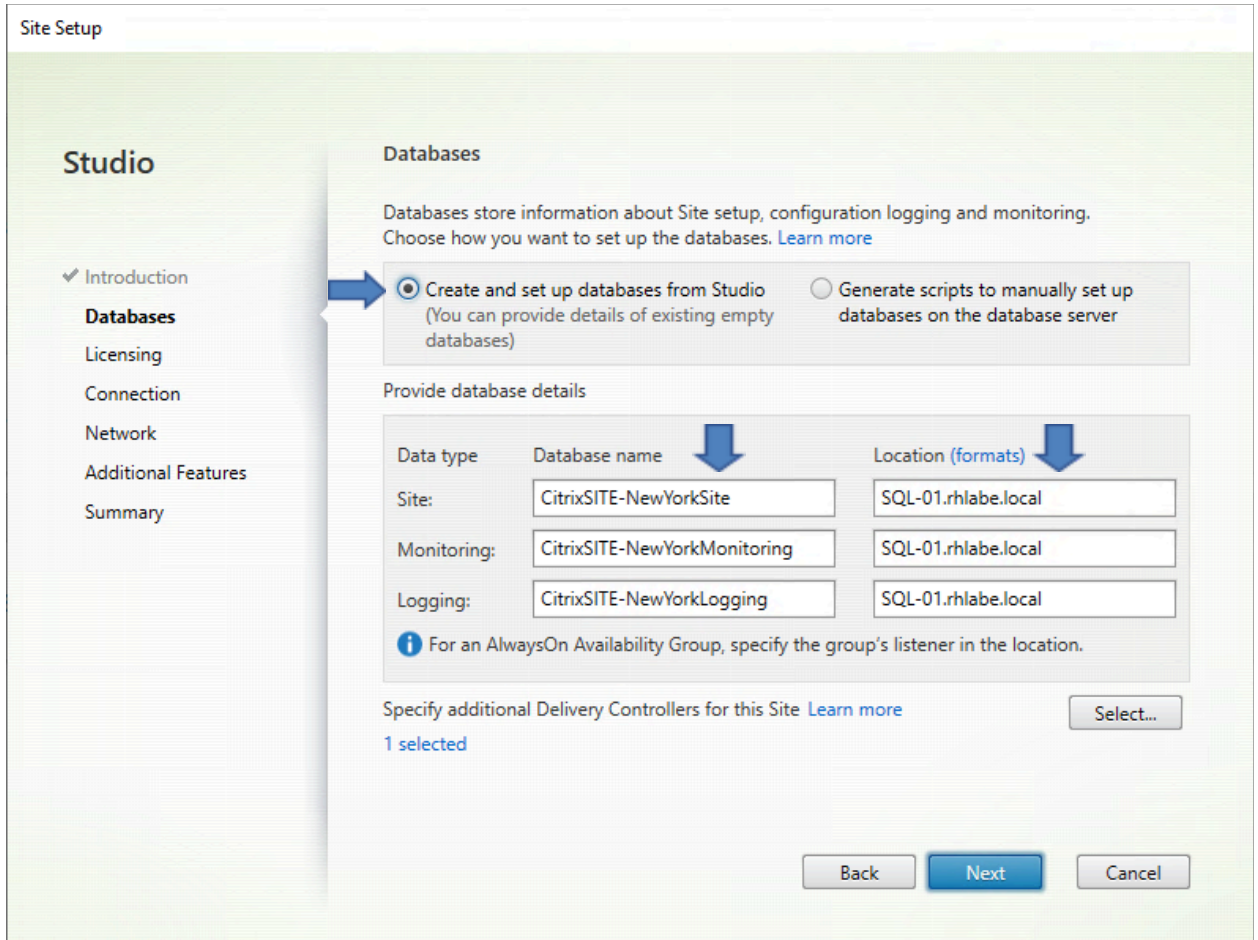 Site Setup
Studio
Introduction
Databases
Licensing
Connection
Network
Additional Features
Summary
Databases
Databases store information about Site setup, configuration logging and monitoring.
Choose how you want to set up the databases. Learn more
Create and set up databases from Studio
(You can provide details of existing empty
databases)
Generate scripts to manually set up
databases on the database server
Provide database details
Data type Database name Location (formats)
Site: CitrixSITE-NewYorkSite SQL-01.rhlabe.local
Monitoring: CitrixSITE-NewYorkMonitoring SQL-01.rhlabe.local
Logging: CitrixSITE-NewYorkLogging SQL-01.rhlabe.local
For an AlwaysOn Availability Group, specify the group's listener in the location.
Specify additional Delivery Controllers for this Site Learn more
Select...
1 selected
Back Next Cancel